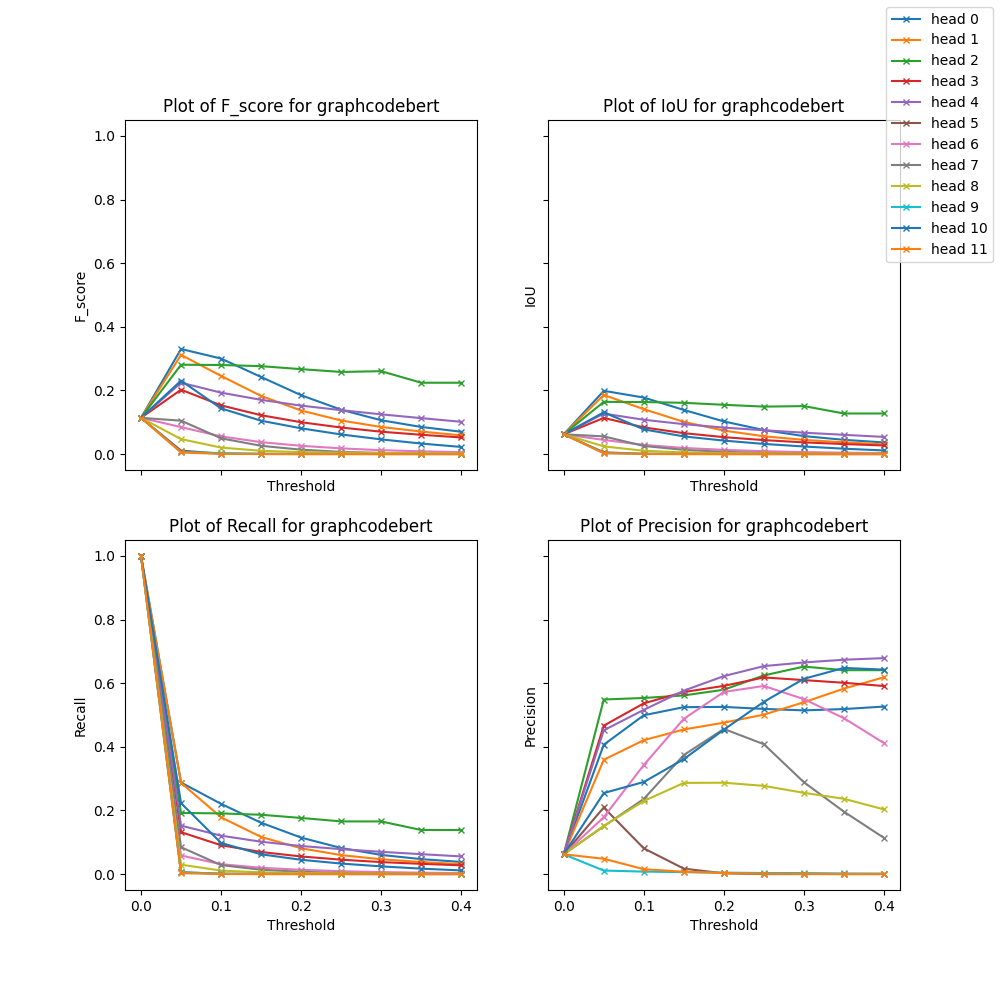 head 0
head 1
head 2
head 3
head 4
head 5
head 6
head 7
head 8
head 9
head 10
head 11
Plot of F_score for graphcodebert
1.0
0.8
0.6
0.4
0.2
0.0
F_score
Threshold
Plot of IoU for graphcodebert
IoU
Threshold
Plot of Recall for graphcodebert
1.0
0.8
0.6
0.4
0.2
0.0
Recall
0.0 0.1 0.2 0.3 0.4
Threshold
Plot of Precision for graphcodebert
Precision
0.0 0.1 0.2 0.3 0.4
Threshold